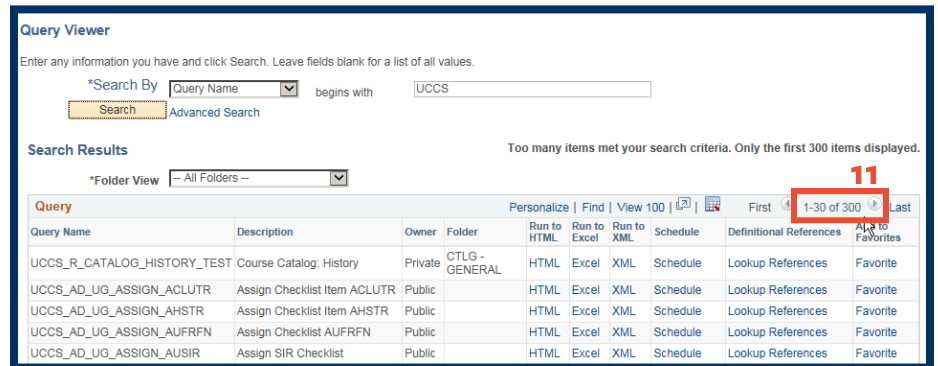 Query Viewer
Enter any information you have and click Search. Leave fields blank for a list of all values.
*Search By Query Name begins with UCCS
Search Advanced Search
Search Results Too many items met your search criteria. Only the first 300 items displayed.
*Folder View -- All Folders --
11
Query Personalize | Find | View 100 | | First 1-30 of 300 Last
Query Name Description Owner Folder Run to HTML Run to Excel Run to XML Schedule Definitional References Add to Favorites
UCCS_R_CATALOG_HISTORY_TEST Course Catalog: History Private CTLG - GENERAL HTML Excel XML Schedule Lookup References Favorite
UCCS_AD_UG_ASSIGN_ACLUTR Assign Checklist Item ACLUTR Public HTML Excel XML Schedule Lookup References Favorite
UCCS_AD_UG_ASSIGN_AHSTR Assign Checklist Item AHSTR Public HTML Excel XML Schedule Lookup References Favorite
UCCS_AD_UG_ASSIGN_AUFRFN Assign Checklist AUFRFN Public HTML Excel XML Schedule Lookup References Favorite
UCCS_AD_UG_ASSIGN_AUSIR Assign SIR Checklist Public HTML Excel XML Schedule Lookup References Favorite